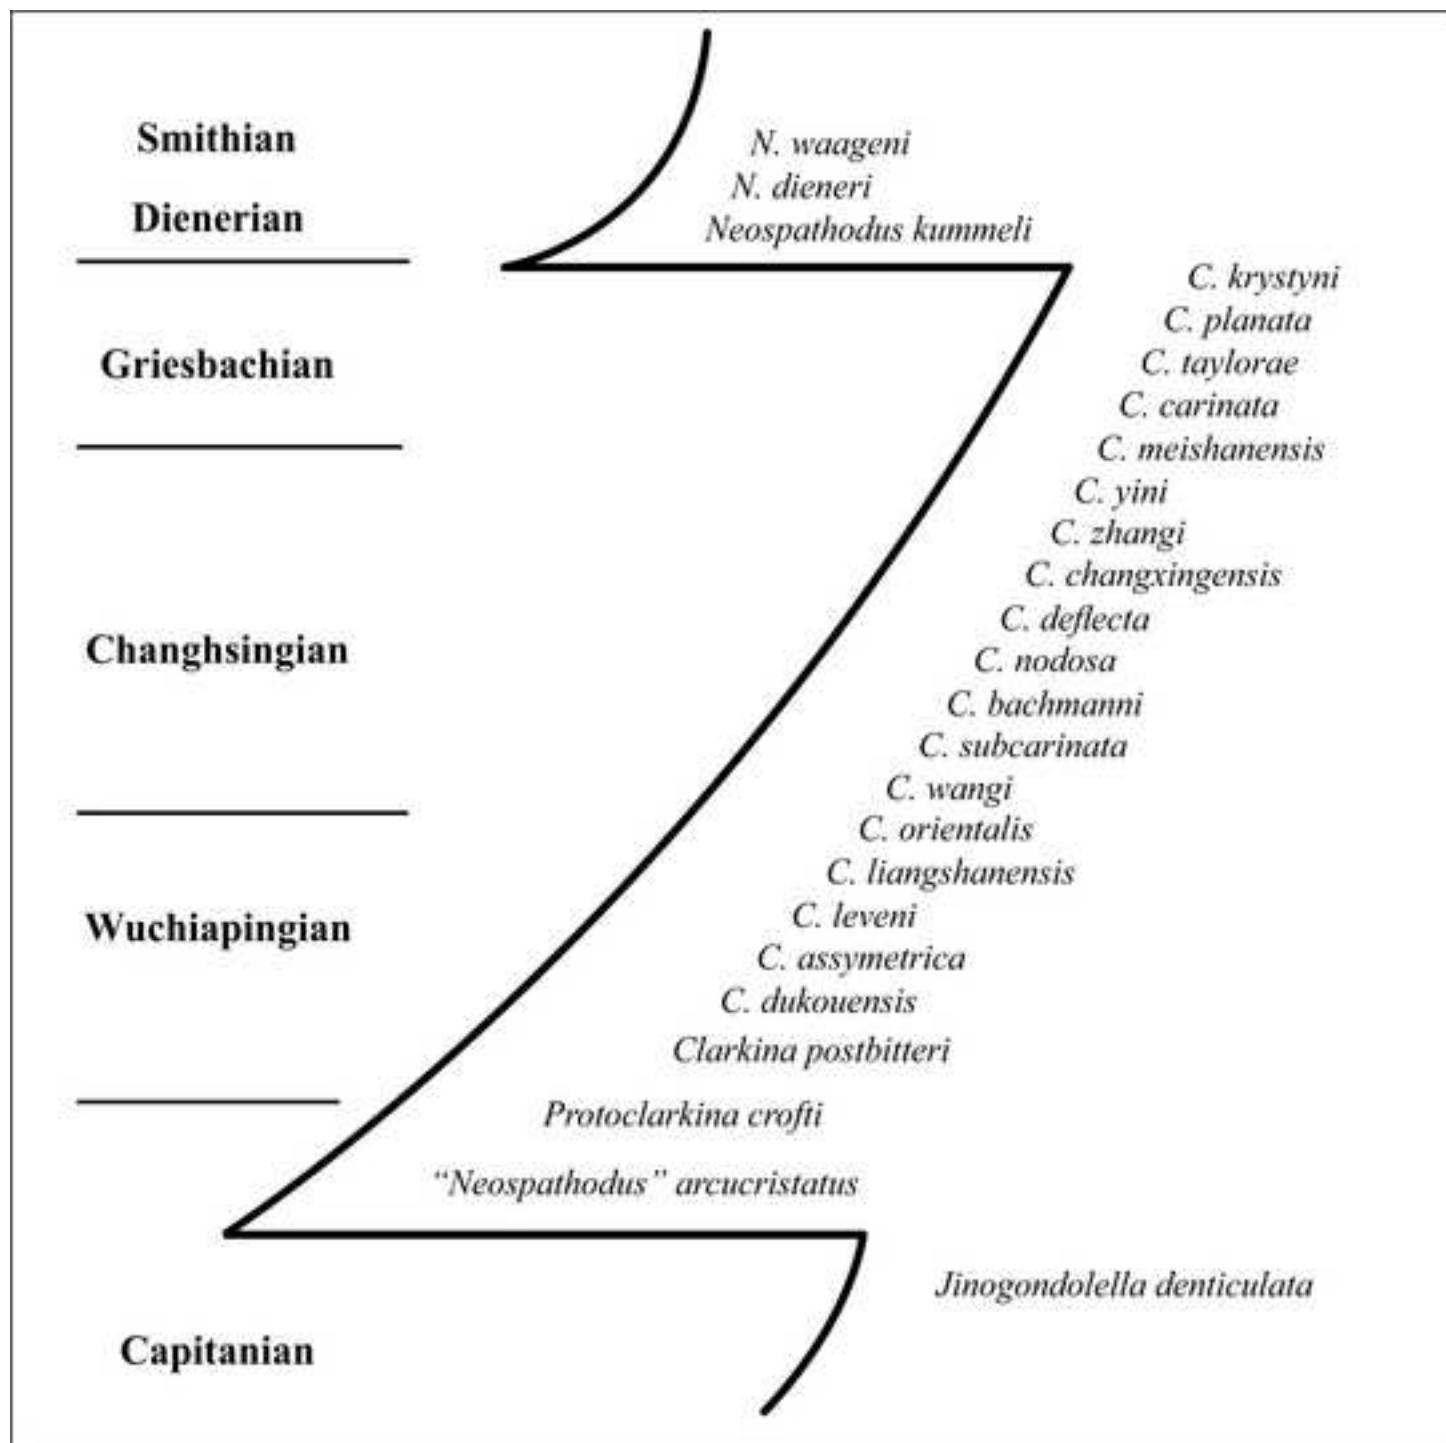 Smithian
N. waageni
N. dieneri
Dienerian
Neospathodus kummeli
C. krystyni
C. planata
Griesbachian
C. taylorae
C. carinata
C. meishanensis
C. yini
C. zhangi
C. changxingensis
C. deflecta
Changhsingian
C. nodosa
C. bachmanni
C. subcarinata
C. wangi
C. orientalis
C. liangshanensis
C. leveni
Wuchiapingian
C. assymetrica
C. dukouensis
Clarkina postbitteri
Protoclarkina crofti
“Neospathodus” arcucristatus
Jinogondolella denticulata
Capitanian